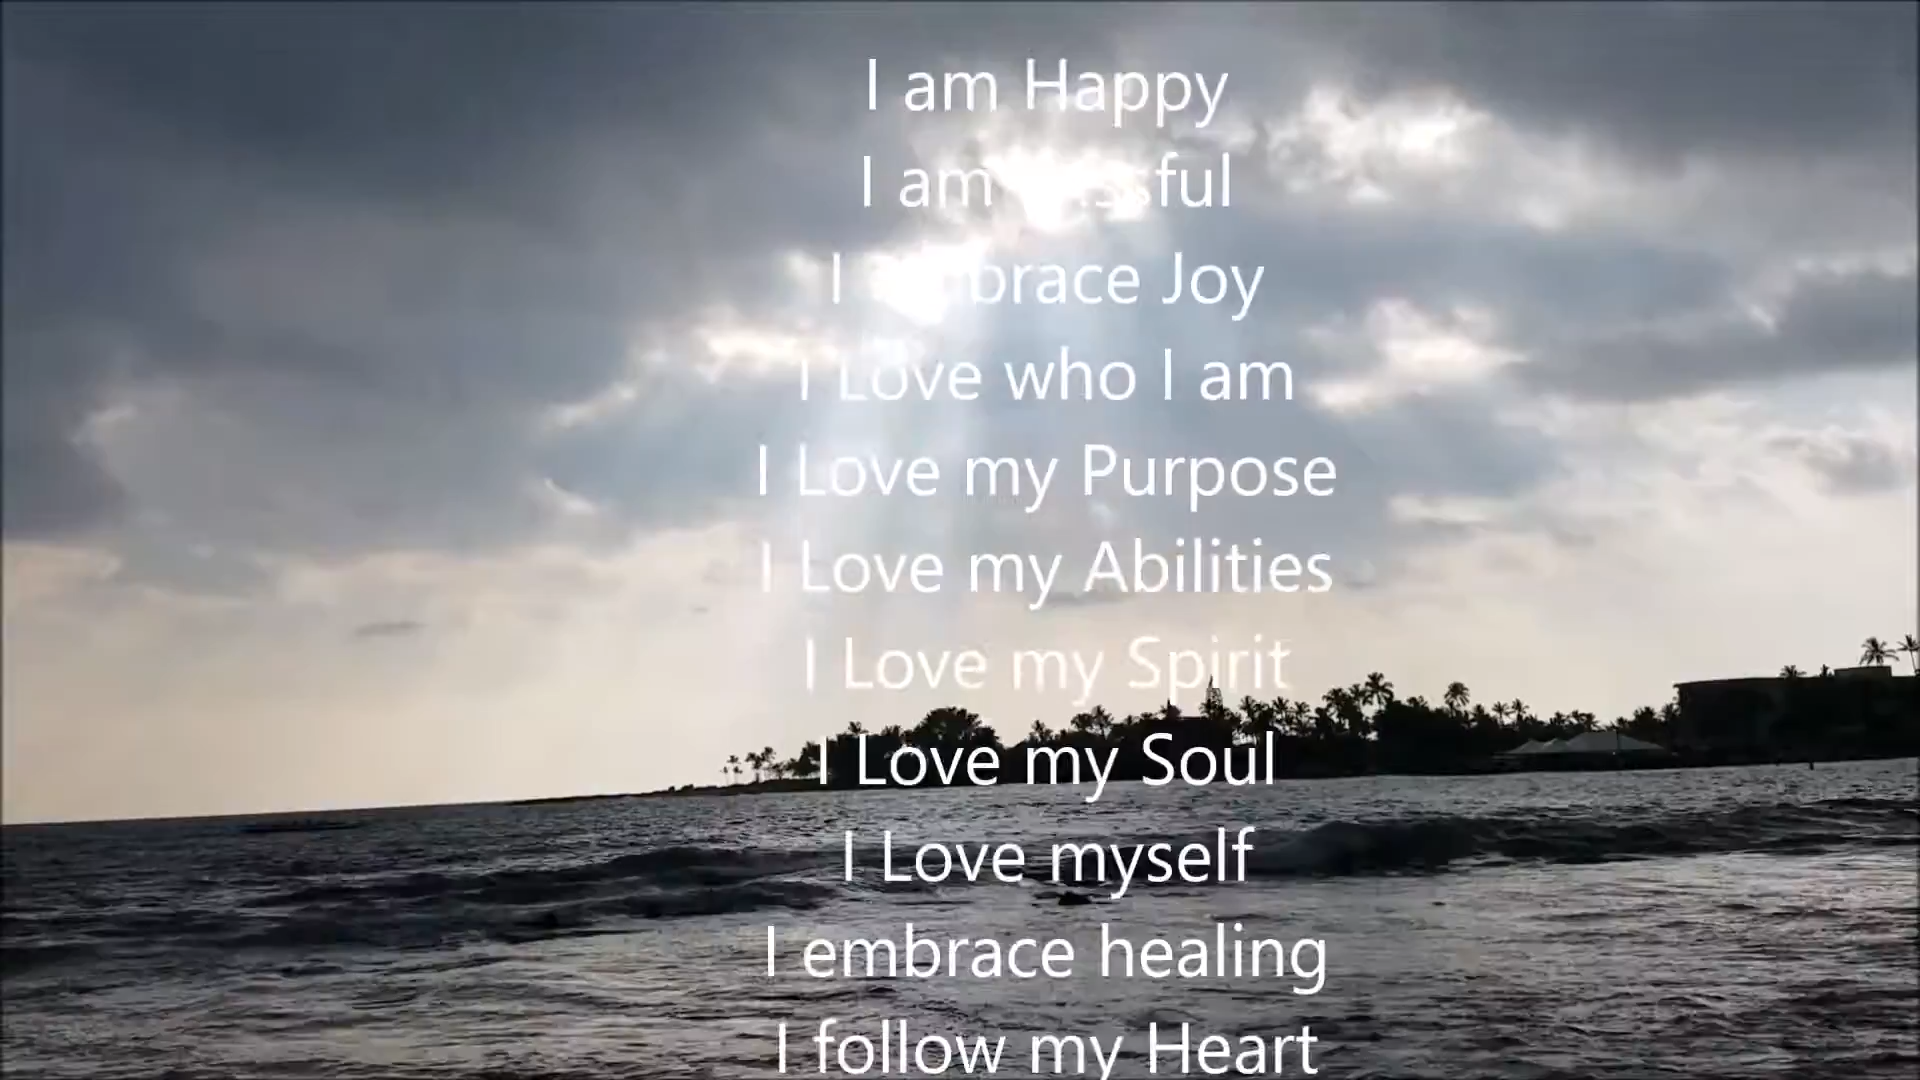 I am Happy
I am
I Joy
I Love who I am
I Love my Purpose
I Love my Abilities
I Love my Spirit
I Love my Soul
I Love myself
I embrace healing
I follow my Heart